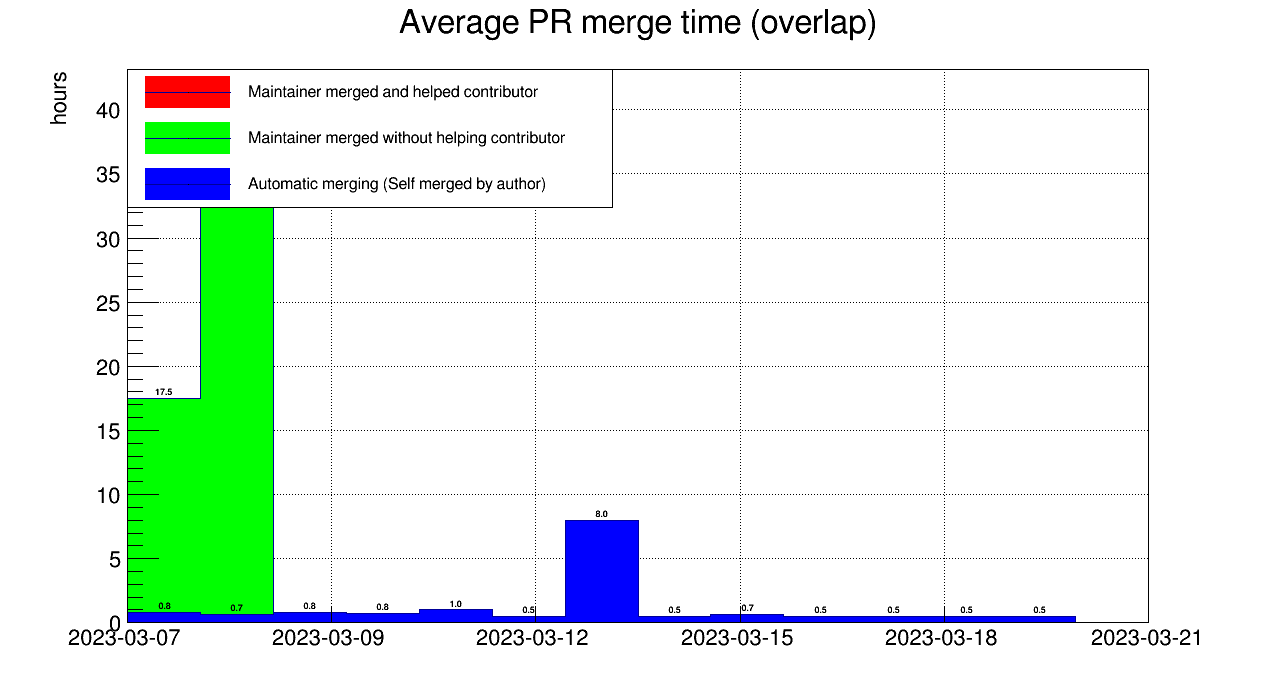 Average PR merge time (overlap)
hours
Maintainer merged and helped contributor
Maintainer merged without helping contributor
Automatic merging (Self merged by author)
40
35
30
25
20
15
10
5
0
17.5
8.0
0.8 0.7 0.8 0.8 1.0 0.5 0.5 0.7 0.5 0.5 0.5 0.5
2023-03-07 2023-03-09 2023-03-12 2023-03-15 2023-03-18 2023-03-21